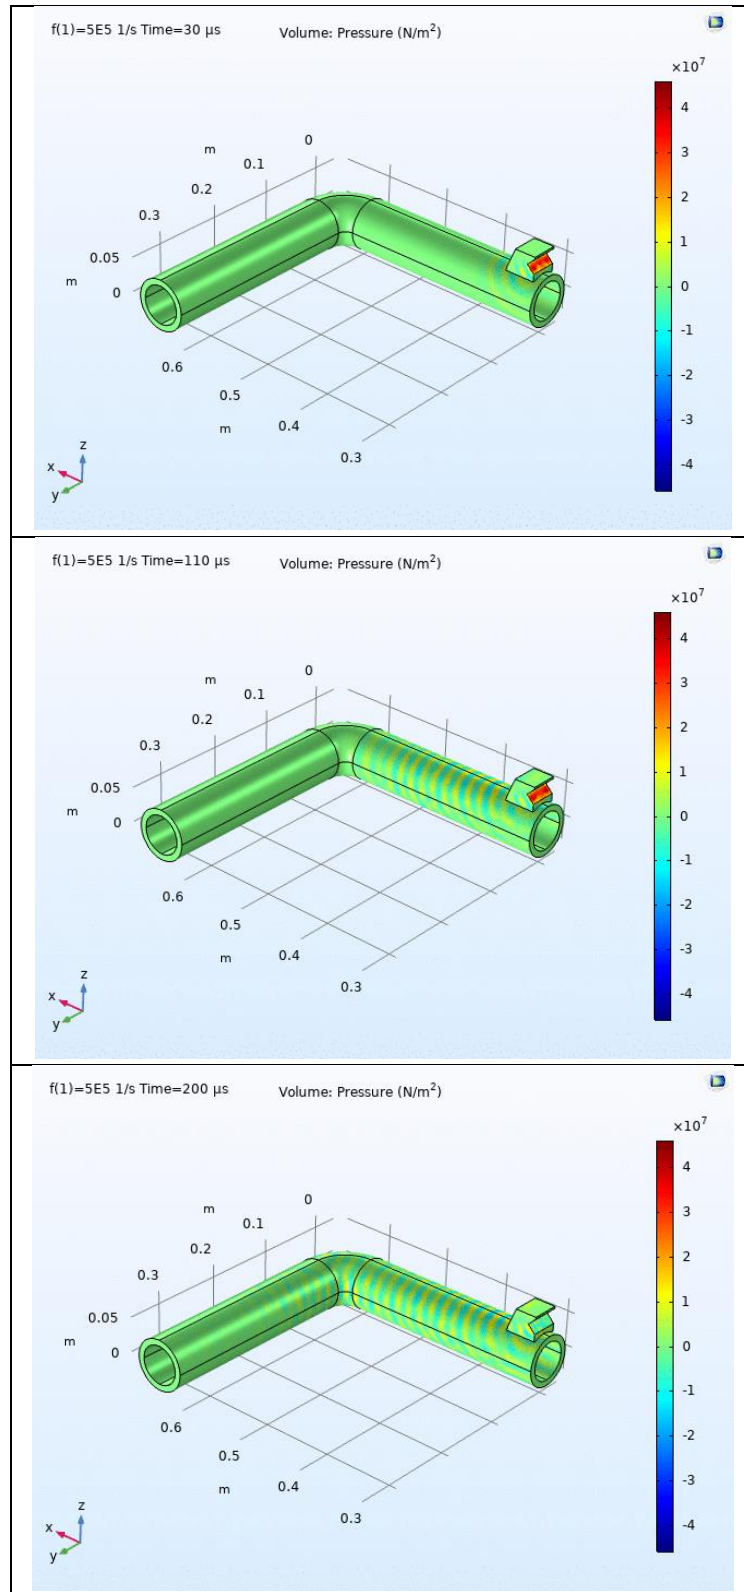 f(1)=5E5 1/s Time=30 µs Volume: Pressure (N/m²)
×10⁷
4
3
2
1
0
-1
-2
-3
-4
m
0
0.1
0.2
0.3
0.05
m
0
0.6
0.5
m
0.4
0.3
z
x
y
f(1)=5E5 1/s Time=110 µs Volume: Pressure (N/m²)
×10⁷
4
3
2
1
0
-1
-2
-3
-4
m
0
0.1
0.2
0.3
0.05
m
0
0.6
0.5
m
0.4
0.3
z
x
y
f(1)=5E5 1/s Time=200 µs Volume: Pressure (N/m²)
×10⁷
4
3
2
1
0
-1
-2
-3
-4
m
0
0.1
0.2
0.3
0.05
m
0
0.6
0.5
m
0.4
0.3
z
x
y